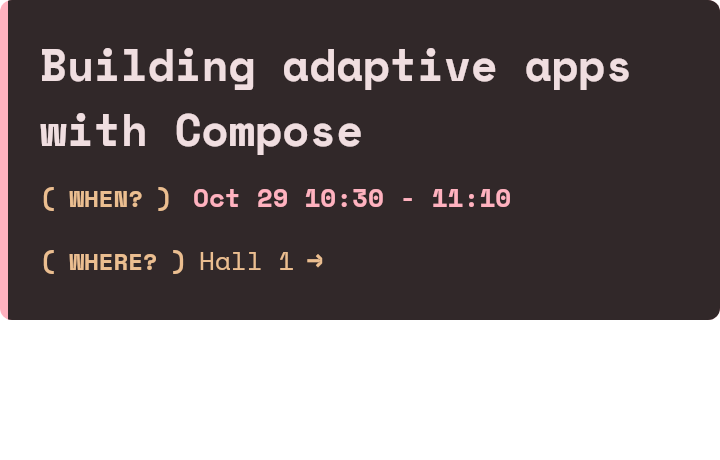 Building adaptive apps
with Compose
( WHEN? ) Oct 29 10:30 - 11:10
( WHERE? ) Hall 1 →